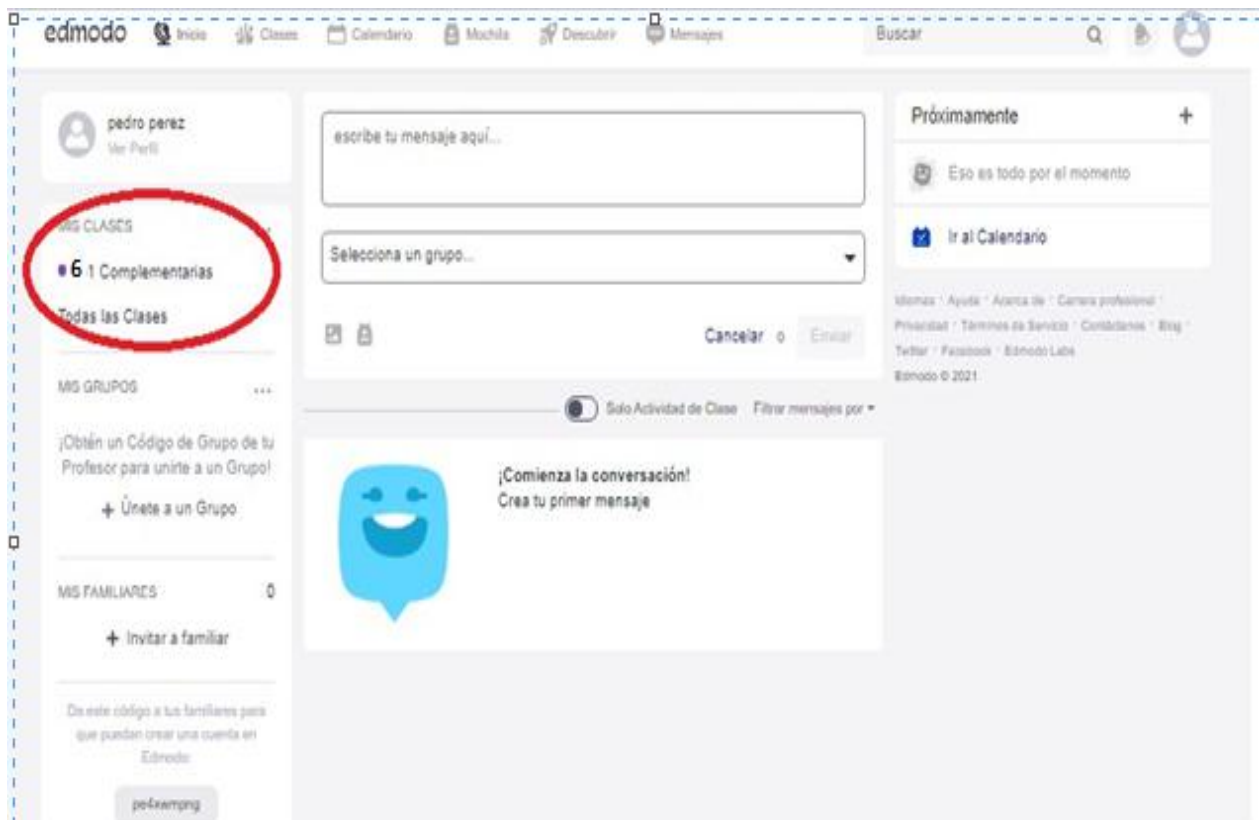 edmodo Inicio Clases Calendario Mochila Descubrir Mensajes Buscar
pedro perez
Ver Perfil
MIS CLASES
6 1 Complementarias
Todas las Clases
MIS GRUPOS ...
¡Obtén un Código de Grupo de tu
Profesor para unirte a un Grupo!
+ Únete a un Grupo
MIS FAMILIARES 0
+ Invitar a familiar
Da este código a tus familiares para
que puedan crear una cuenta en
Edmodo:
escribe tu mensaje aquí...
Selecciona un grupo...
Cancelar o Enviar
Solo Actividad de Clase Filtrar mensajes por
¡Comienza la conversación!
Crea tu primer mensaje
Próximamente +
Eso es todo por el momento
Ir al Calendario
Idiomas · Ayuda · Acerca de · Carrera profesional ·
Privacidad · Términos de Servicio · Contáctanos · Blog ·
Twitter · Facebook · Edmodo Labs
Edmodo © 2021